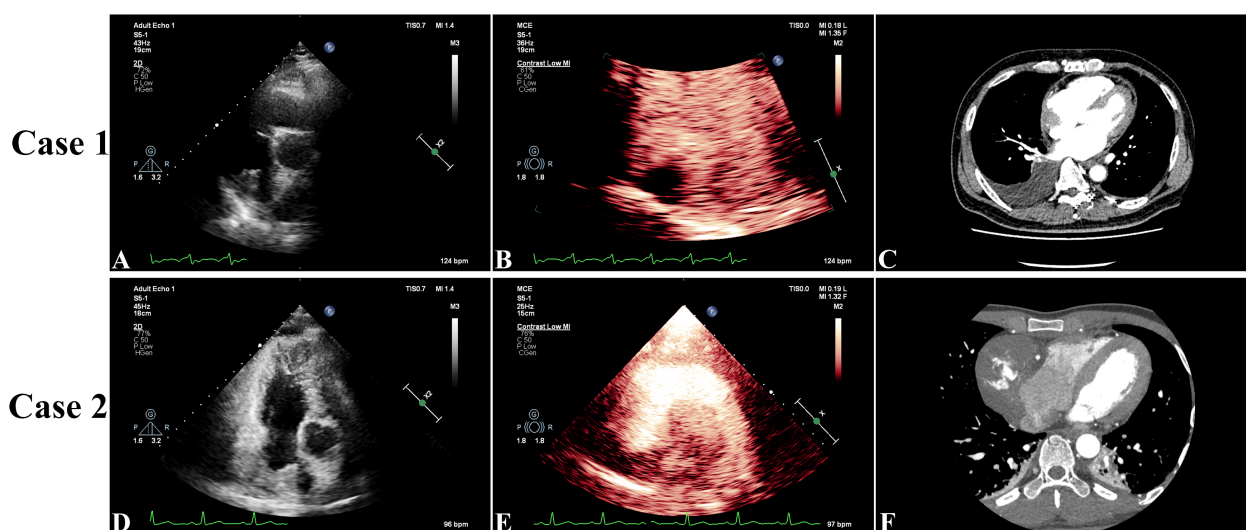 Case 1
Adult Echo 1
TIS0.7 MI 1.4
S5-1
43Hz
19cm
M3
2D
72%
C 50
P Low
HGen
G
P R
1.6 3.2
x2
A
124 bpm
MCE
TIS0.0 MI 0.18 L
MI 1.35 F
S5-1
36Hz
19cm
M2
Contrast Low MI
61%
C 50
P Low
CGen
G
P R
1.8 1.8
x
B
124 bpm
C
Case 2
Adult Echo 1
TIS0.7 MI 1.4
S5-1
45Hz
18cm
M3
2D
77%
C 50
P Low
HGen
G
P R
1.6 3.2
x2
D
96 bpm
MCE
TIS0.0 MI 0.19 L
MI 1.32 F
S5-1
25Hz
15cm
M2
Contrast Low MI
76%
C 50
P Low
CGen
G
P R
1.8 1.8
x
E
97 bpm
F